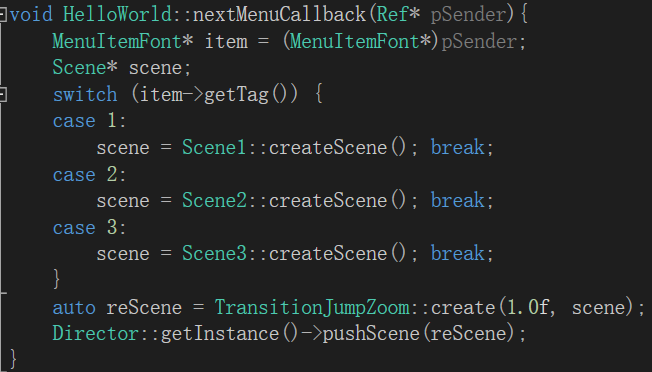 void HelloWorld::nextMenuCallback(Ref* pSender){
    MenuItemFont* item = (MenuItemFont*)pSender;
    Scene* scene;
    switch (item->getTag()) {
    case 1:
        scene = Scene1::createScene(); break;
    case 2:
        scene = Scene2::createScene(); break;
    case 3:
        scene = Scene3::createScene(); break;
    }
    auto reScene = TransitionJumpZoom::create(1.0f, scene);
    Director::getInstance()->pushScene(reScene);
}